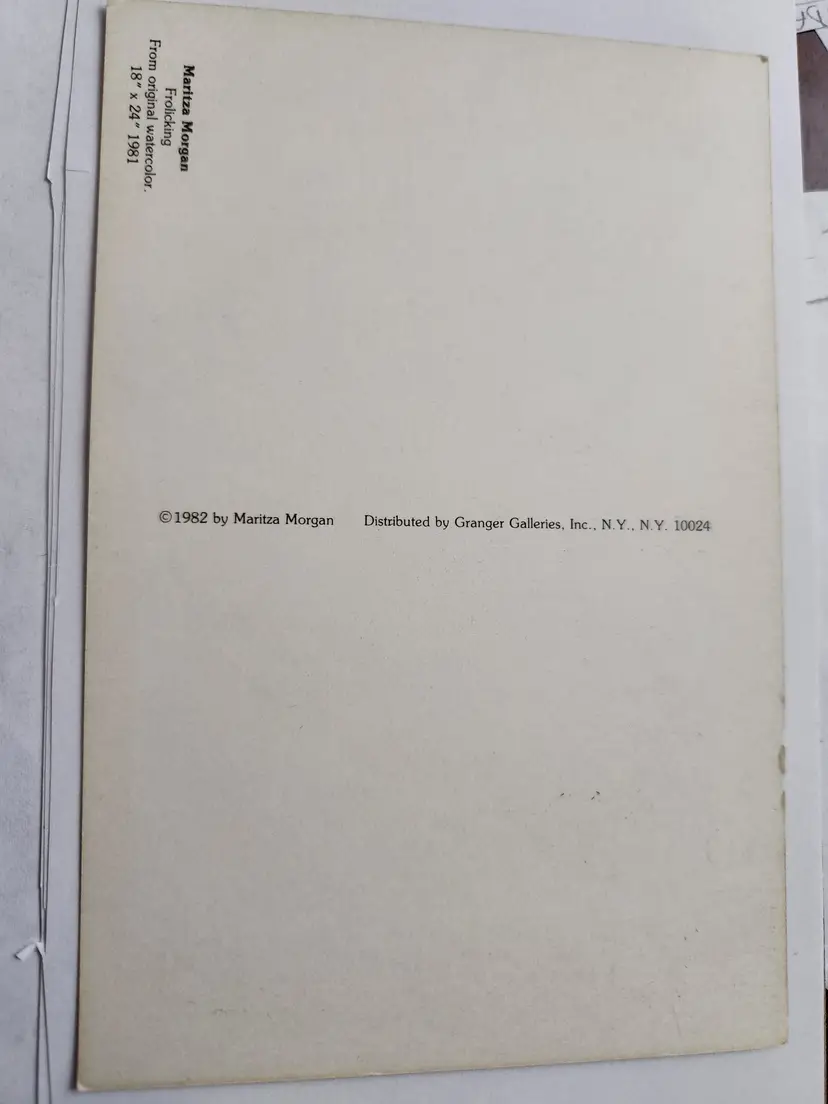 Maritza Morgan
Frolicking
From original watercolor.
18" x 24" 1981
©1982 by Maritza Morgan Distributed by Granger Galleries, Inc., N.Y., N.Y. 10024